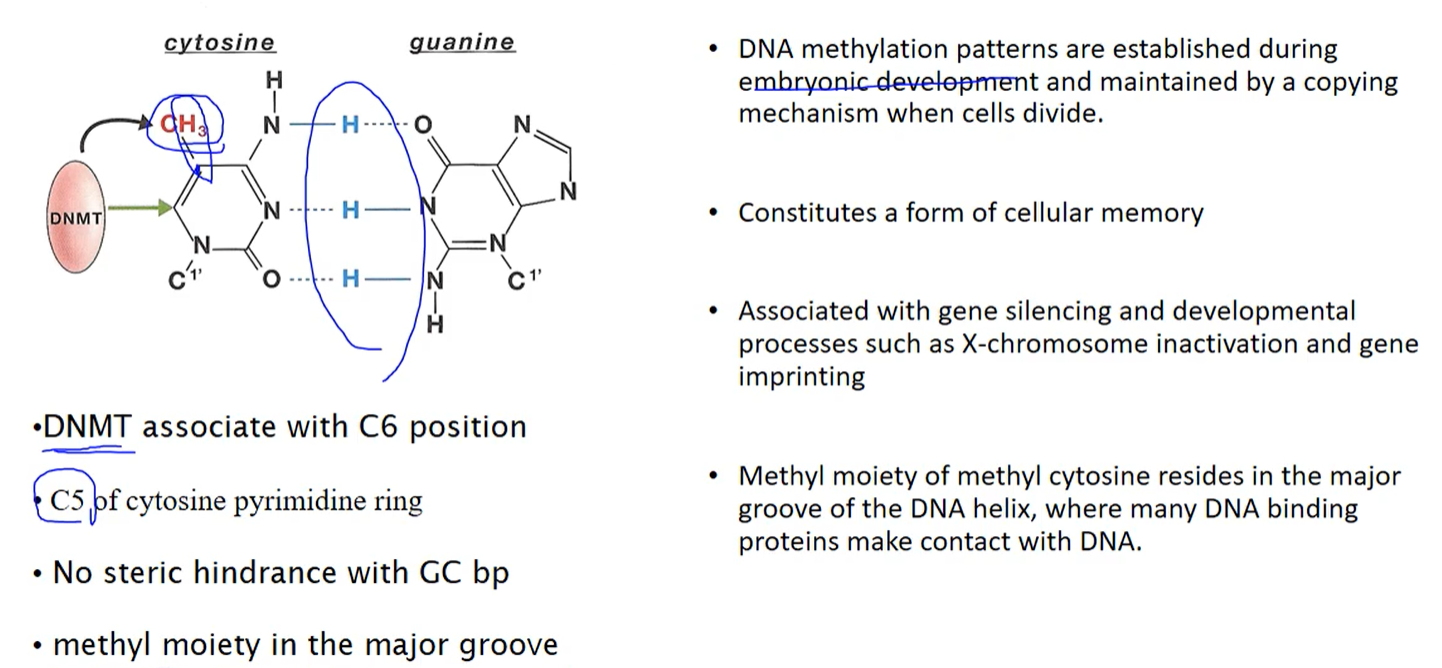 cytosine guanine
H
CH3 N H O N
DNMT N H N N
N N
C1' O H N C1'
H
•DNMT associate with C6 position
• C5 of cytosine pyrimidine ring
• No steric hindrance with GC bp
• methyl moiety in the major groove
• DNA methylation patterns are established during
embryonic development and maintained by a copying
mechanism when cells divide.
• Constitutes a form of cellular memory
• Associated with gene silencing and developmental
processes such as X-chromosome inactivation and gene
imprinting
• Methyl moiety of methyl cytosine resides in the major
groove of the DNA helix, where many DNA binding
proteins make contact with DNA.